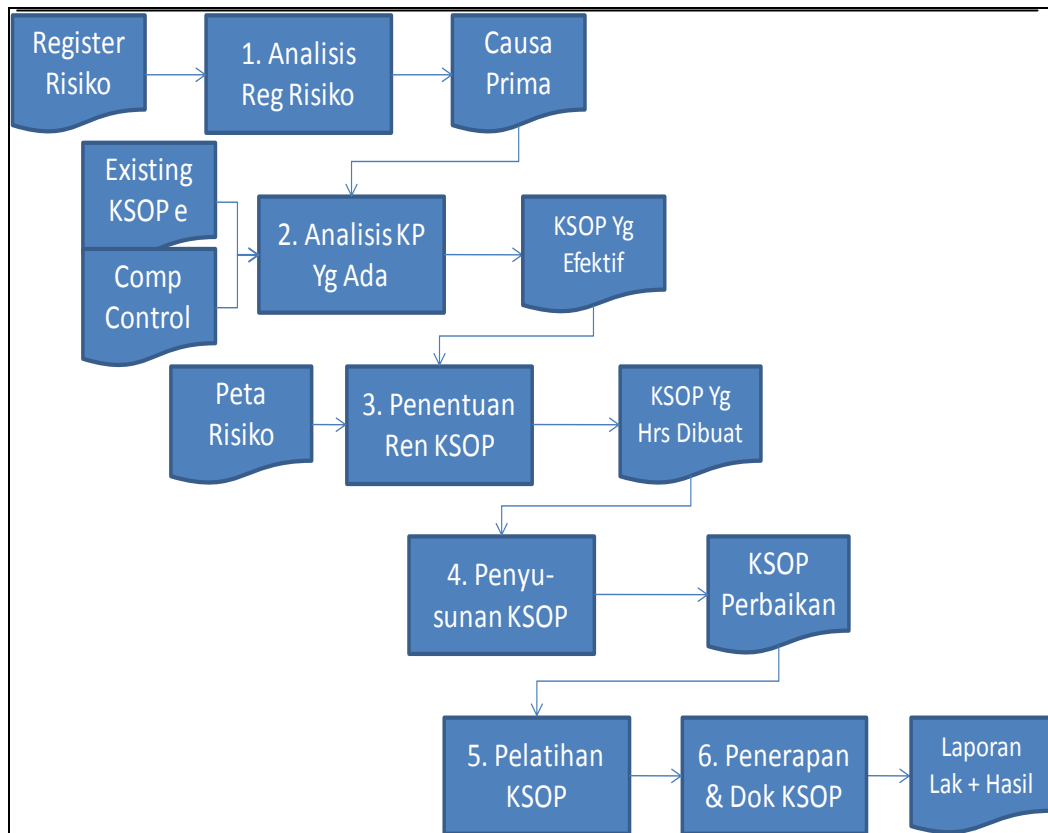 Register
Risiko
1. Analisis
Reg Risiko
Causa
Prima
Existing
KSOP e
Comp
Control
2. Analisis KP
Yg Ada
KSOP Yg
Efektif
Peta
Risiko
3. Penentuan
Ren KSOP
KSOP Yg
Hrs Dibuat
4. Penyu-
sunan KSOP
KSOP
Perbaikan
5. Pelatihan
KSOP
6. Penerapan
& Dok KSOP
Laporan
Lak + Hasil